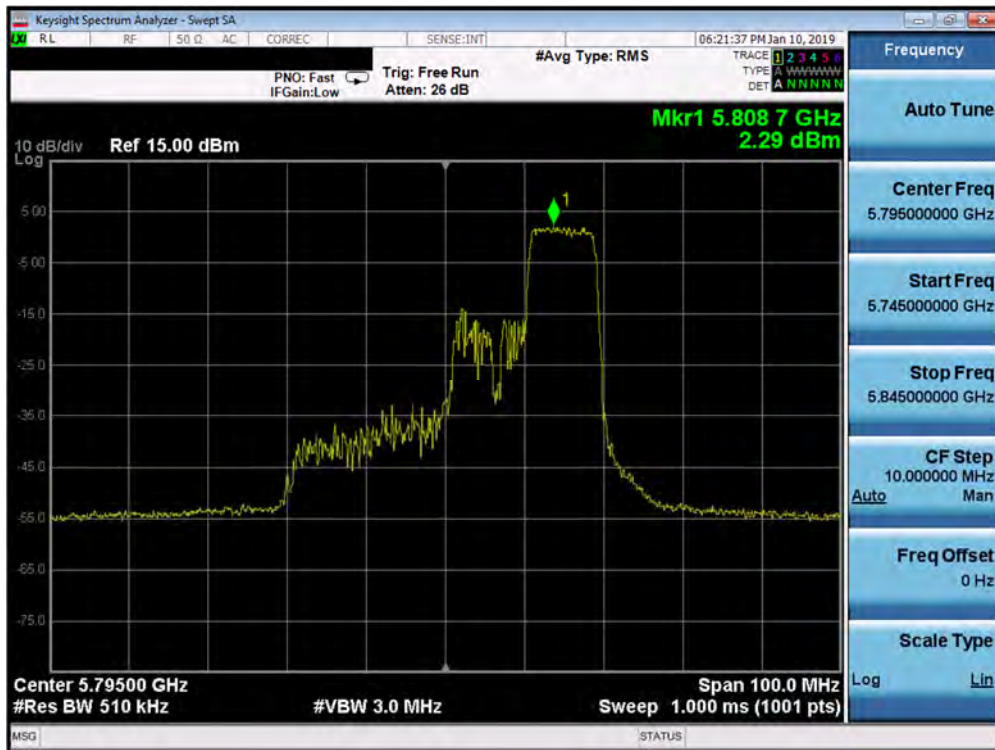 Keysight Spectrum Analyzer - Swept SA
LXI RL RF 50 Ω AC CORREC SENSE:INT 06:21:37 PM Jan 10, 2019
#Avg Type: RMS TRACE 1 2 3 4 5 6
PNO: Fast Trig: Free Run TYPE A WWWWW
IFGain:Low Atten: 26 dB DET A N N N N N
Mkr1 5.808 7 GHz
2.29 dBm
10 dB/div Ref 15.00 dBm
Log
1
5.00
-5.00
-15.0
-25.0
-35.0
-45.0
-55.0
-65.0
-75.0
Center 5.79500 GHz Span 100.0 MHz
#Res BW 510 kHz #VBW 3.0 MHz Sweep 1.000 ms (1001 pts)
MSG STATUS
Frequency
Auto Tune
Center Freq
5.795000000 GHz
Start Freq
5.745000000 GHz
Stop Freq
5.845000000 GHz
CF Step
10.000000 MHz
Auto Man
Freq Offset
0 Hz
Scale Type
Log Lin